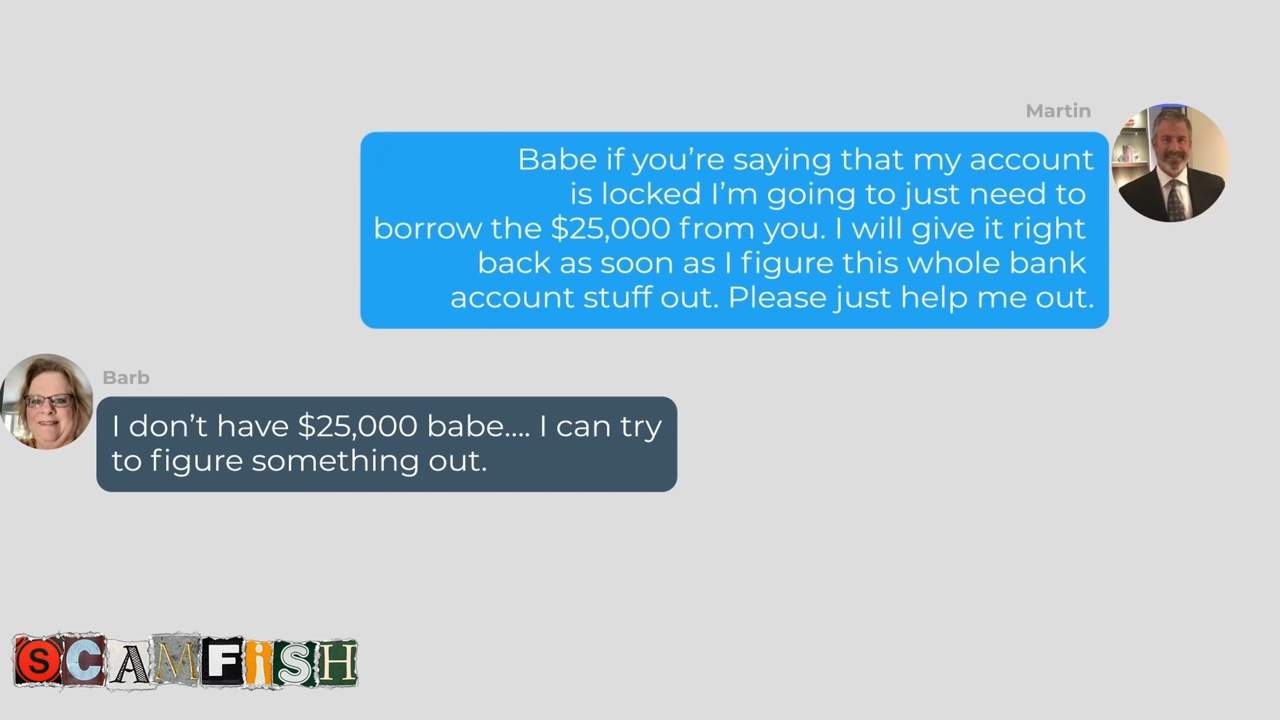 Martin
Babe if you're saying that my account
is locked I'm going to just need to
borrow the $25,000 from you. I will give it right
back as soon as I figure this whole bank
account stuff out. Please just help me out.
Barb
I don't have $25,000 babe.... I can try
to figure something out.
SCAMFISH